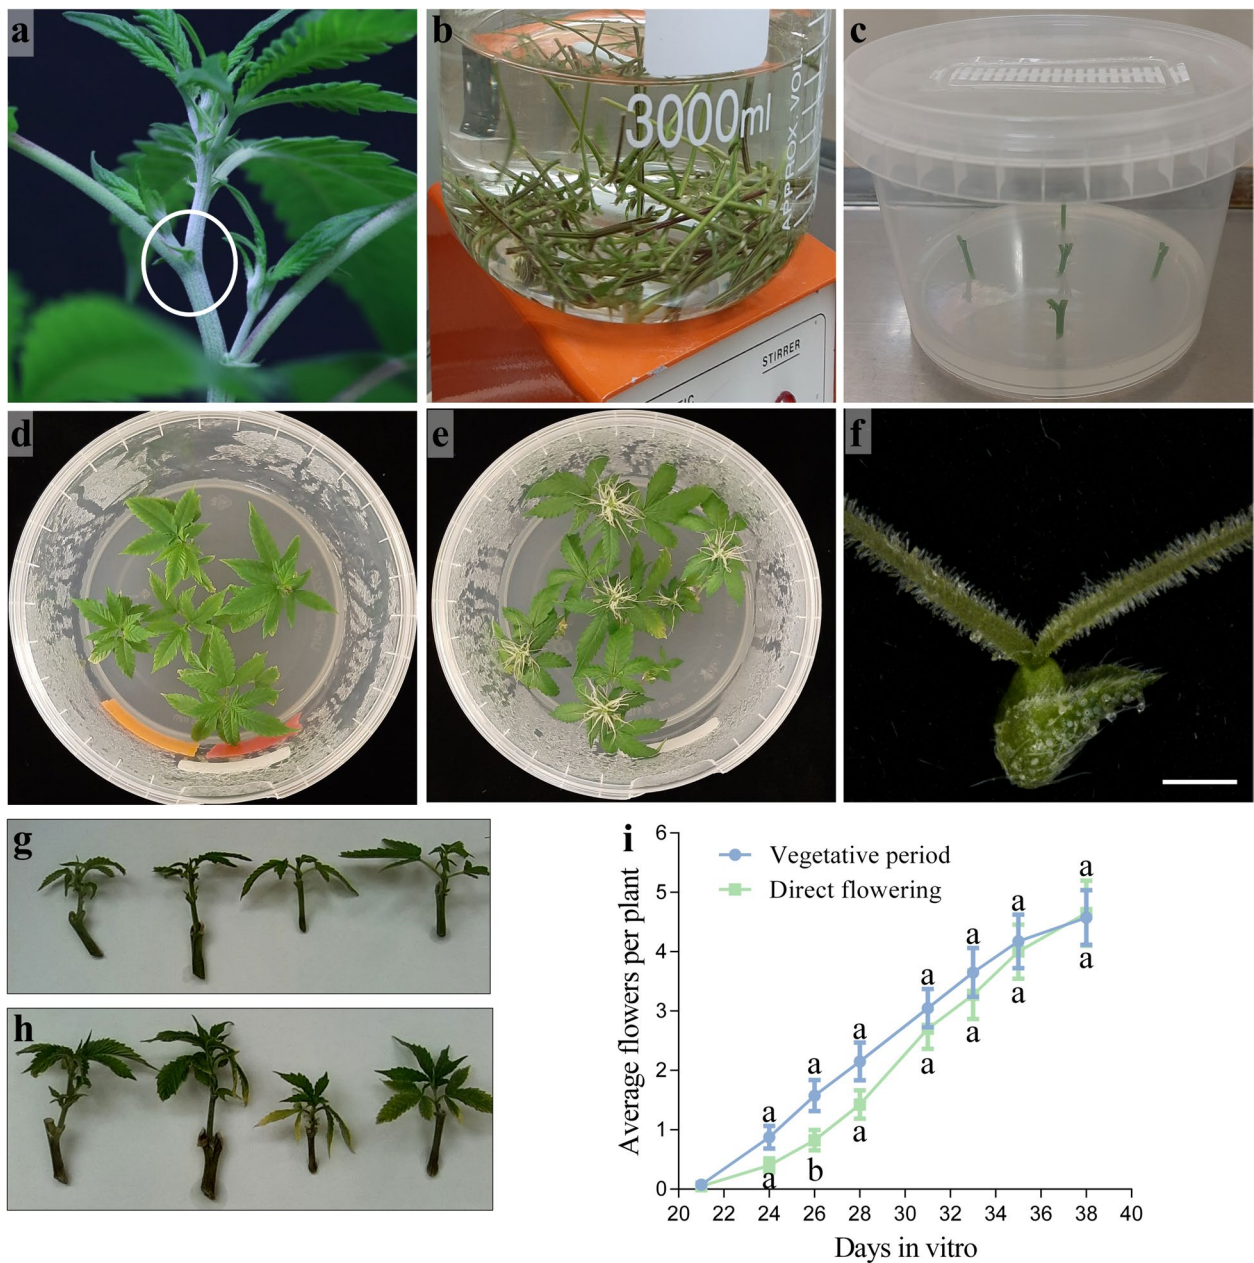 a
b
c
3000ml
APPROX. VOL
STIRRER
TIC
d
e
f
g
h
i
6
5
4
3
2
1
0
Average flowers per plant
Vegetative period
Direct flowering
a a a a a a a a
a b a a a a a
20 22 24 26 28 30 32 34 36 38 40
Days in vitro